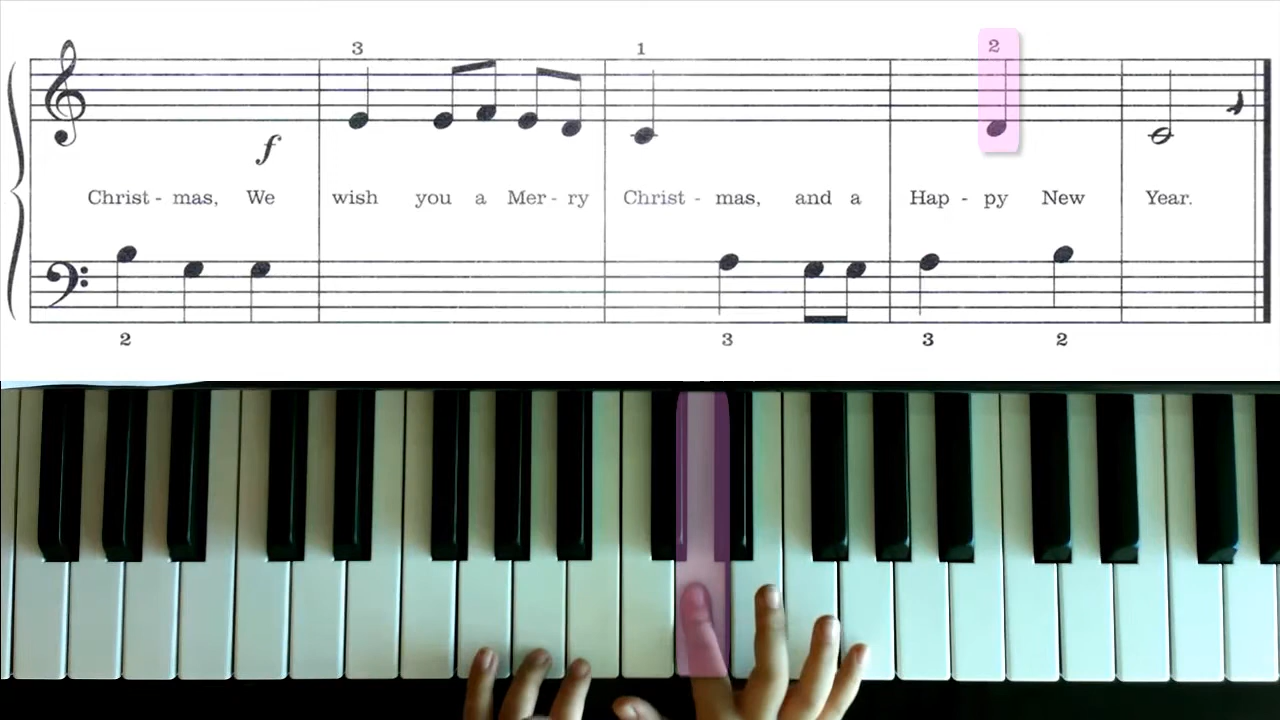 3 1 2
f
Christ - mas, We wish you a Mer - ry Christ - mas, and a Hap - py New Year.
2 3 3 2